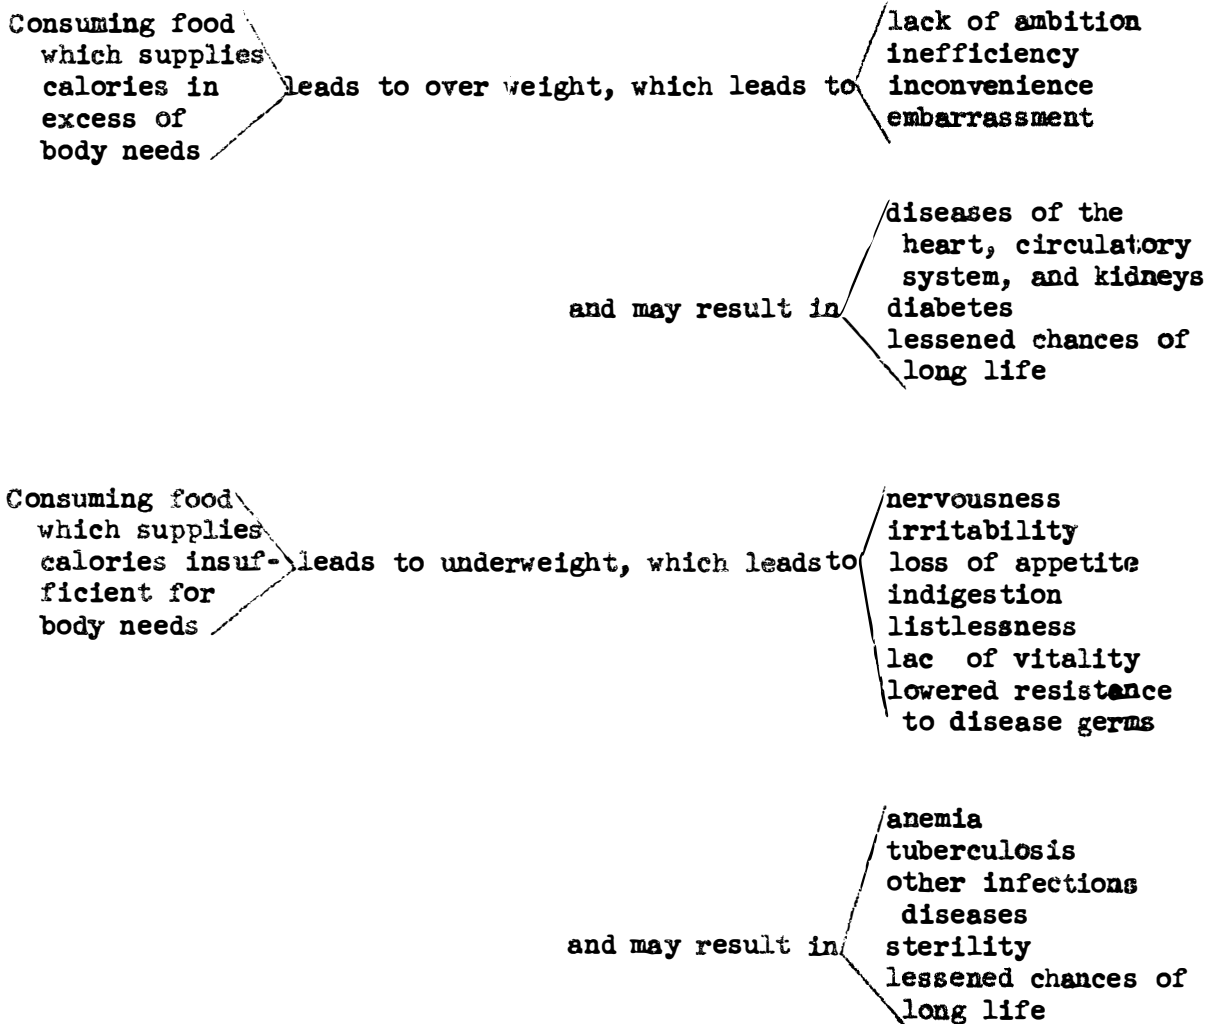 Consuming food
which supplies
calories in
excess of
body needs
leads to over weight, which leads to
lack of ambition
inefficiency
inconvenience
embarrassment
and may result in
diseases of the
heart, circulatory
system, and kidneys
diabetes
lessened chances of
long life
Consuming food
which supplies
calories insuf-
ficient for
body needs
leads to underweight, which leads to
nervousness
irritability
loss of appetite
indigestion
listlessness
lac of vitality
lowered resistance
to disease germs
and may result in
anemia
tuberculosis
other infections
diseases
sterility
lessened chances of
long life